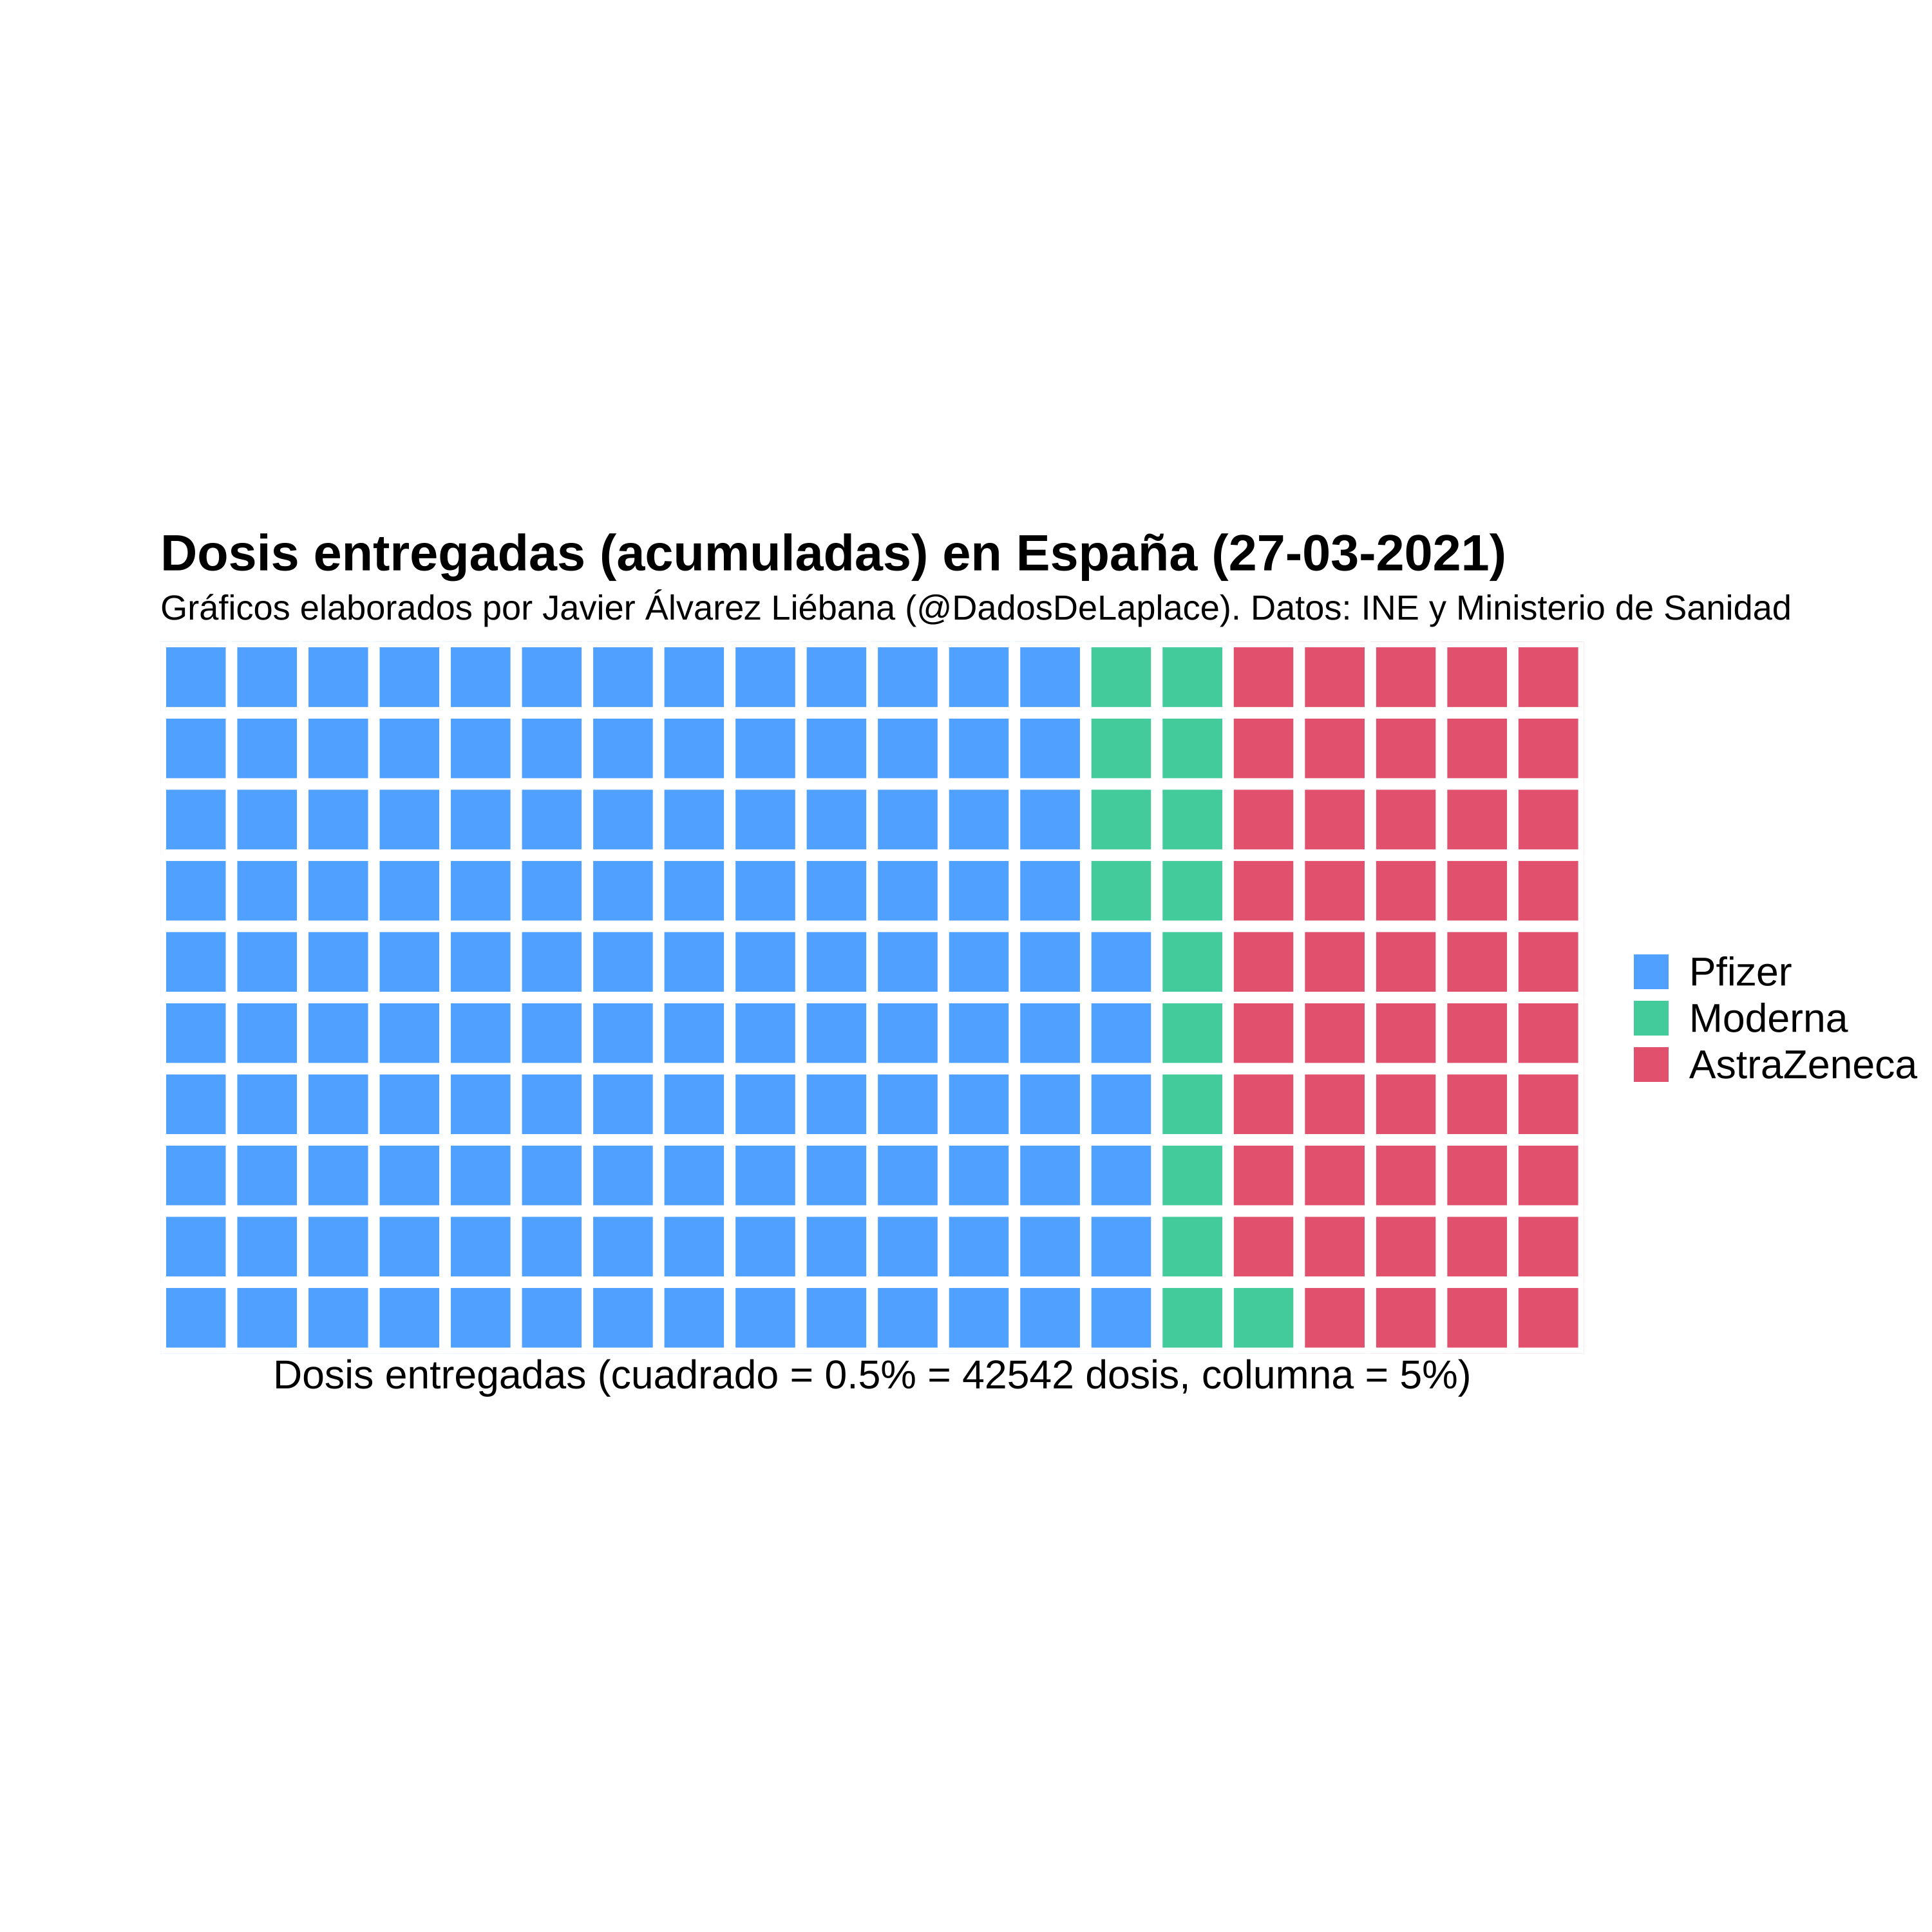 Dosis entregadas (acumuladas) en España (27-03-2021)
Gráficos elaborados por Javier Álvarez Liébana (@DadosDeLaplace). Datos: INE y Ministerio de Sanidad
Pfizer
Moderna
AstraZeneca
Dosis entregadas (cuadrado = 0.5% = 42542 dosis, columna = 5%)